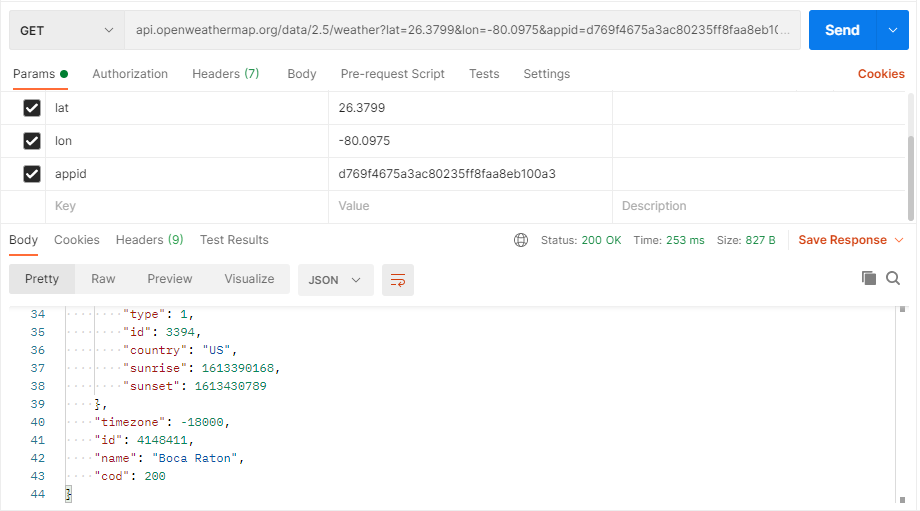 GET api.openweathermap.org/data/2.5/weather?lat=26.3799&lon=-80.0975&appid=d769f4675a3ac80235ff8faa8eb10(... Send
Params Authorization Headers (7) Body Pre-request Script Tests Settings Cookies
lat 26.3799
lon -80.0975
appid d769f4675a3ac80235ff8faa8eb100a3
Key Value Description
Body Cookies Headers (9) Test Results Status: 200 OK Time: 253 ms Size: 827 B Save Response
Pretty Raw Preview Visualize JSON
34 "type": 1,
35 "id": 3394,
36 "country": "US",
37 "sunrise": 1613390168,
38 "sunset": 1613430789
39 },
40 "timezone": -18000,
41 "id": 4148411,
42 "name": "Boca Raton",
43 "cod": 200
44 }